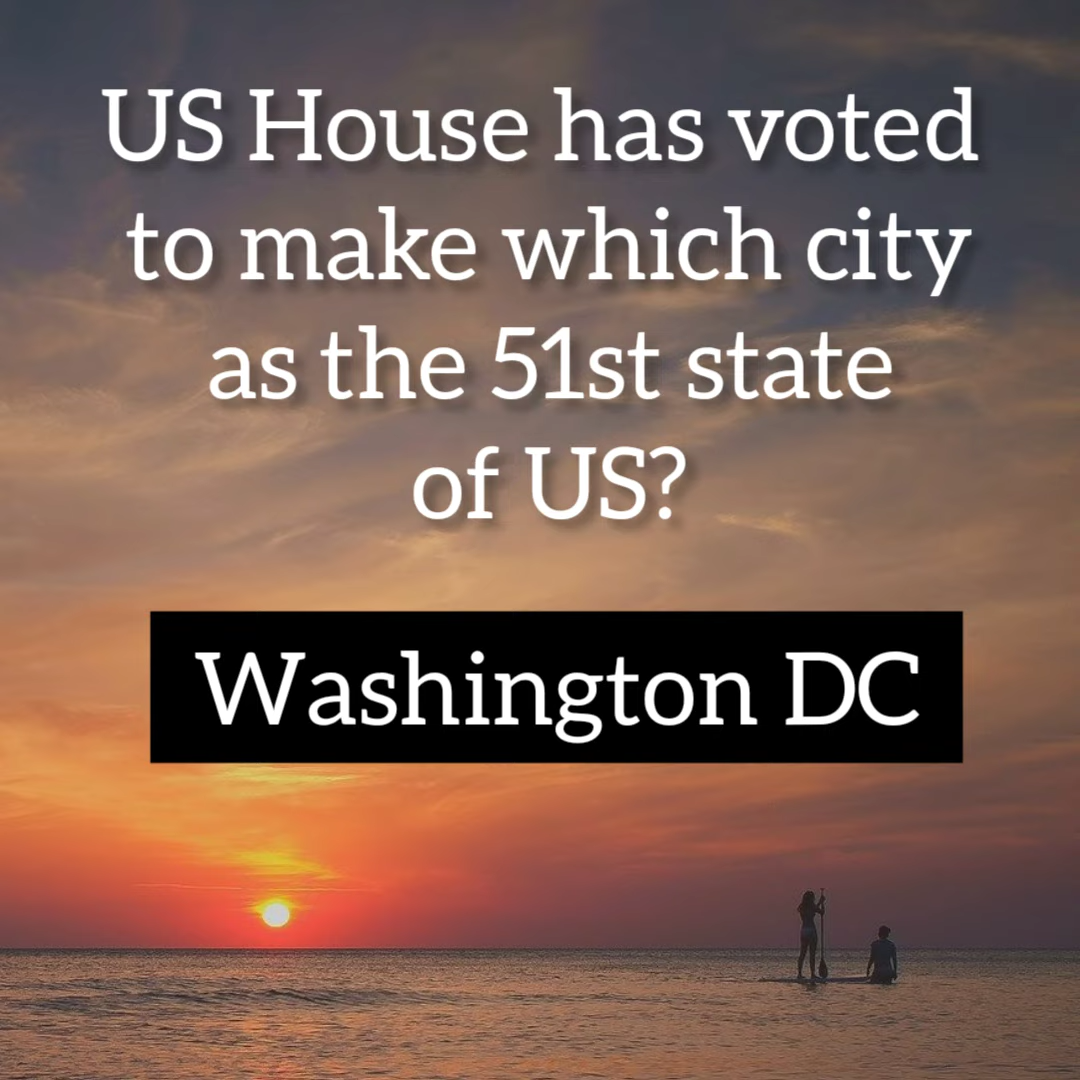 US House has voted
to make which city
as the 51st state
of US?
Washington DC